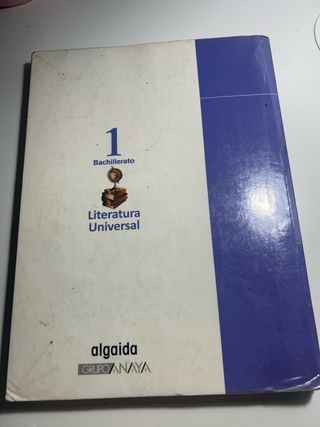 1
Bachillerato
Literatura
Universal
algaida
GRUPO ANAYA